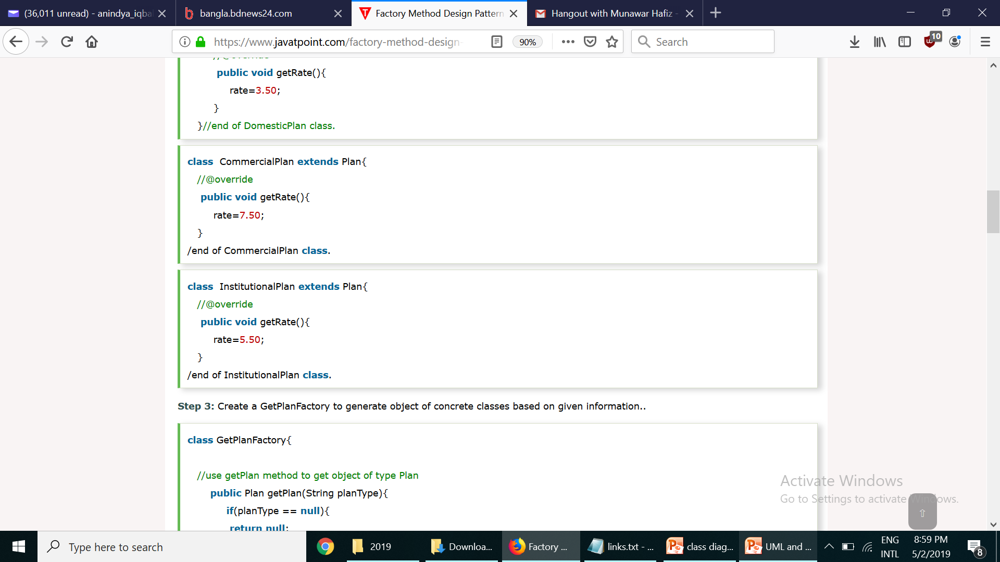 (36,011 unread) - anindya_iqba
bangla.bdnews24.com
Factory Method Design Pattern
Hangout with Munawar Hafiz -
https://www.javatpoint.com/factory-method-design-
90%
Search
10
public void getRate(){
rate=3.50;
}
}//end of DomesticPlan class.
class  CommercialPlan extends Plan{
//@override
public void getRate(){
rate=7.50;
}
/end of CommercialPlan class.
class  InstitutionalPlan extends Plan{
//@override
public void getRate(){
rate=5.50;
}
/end of InstitutionalPlan class.
Step 3: Create a GetPlanFactory to generate object of concrete classes based on given information..
class GetPlanFactory{
//use getPlan method to get object of type Plan
public Plan getPlan(String planType){
if(planType == null){
return null;
Activate Windows
Go to Settings to activate Windows.
Type here to search
2019
Downloa...
Factory ...
links.txt - ...
class diag...
UML and ...
ENG
INTL
8:59 PM
5/2/2019
8